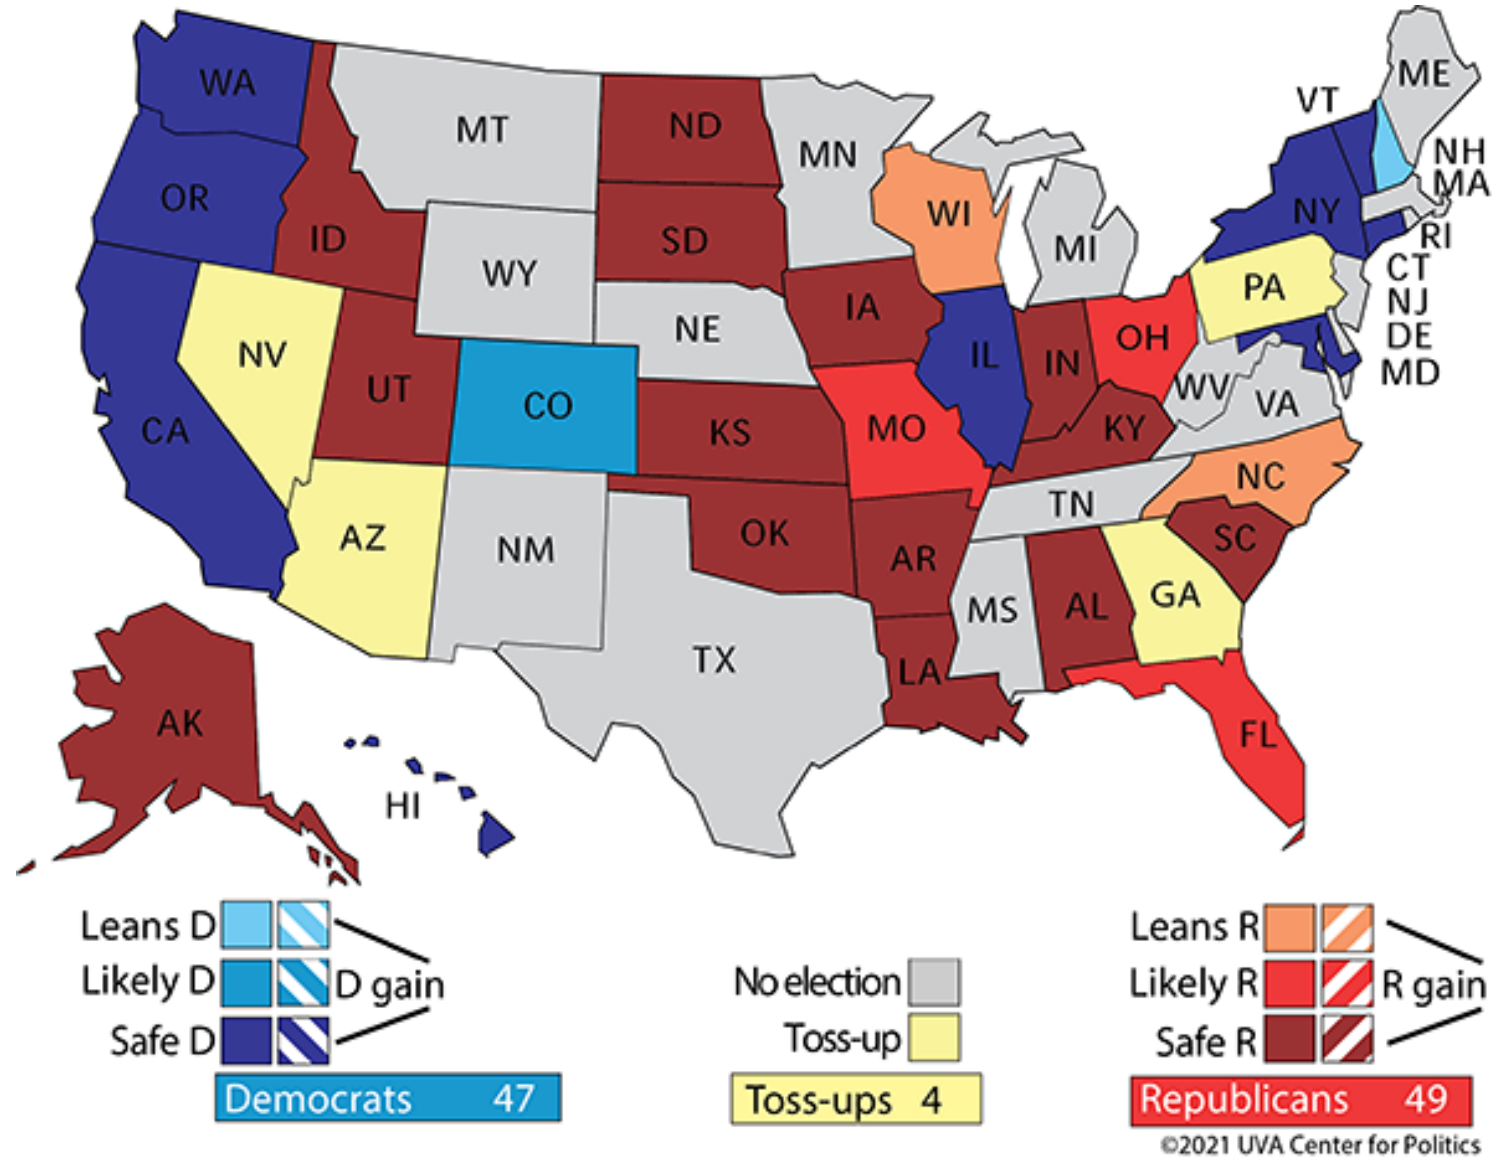 WA
MT
ND
MN
ME
VT
NH
MA
OR
ID
SD
WI
MI
NY
RI
WY
IA
PA
CT
NJ
NE
DE
NV
UT
CO
IL
IN
OH
MD
WV
VA
CA
KS
MO
KY
NC
TN
AZ
NM
OK
AR
SC
MS
AL
GA
TX
LA
AK
FL
HI
Leans D
Likely D
D gain
Safe D
Democrats 47
No election
Toss-up
Toss-ups 4
Leans R
Likely R
R gain
Safe R
Republicans 49
©2021 UVA Center for Politics